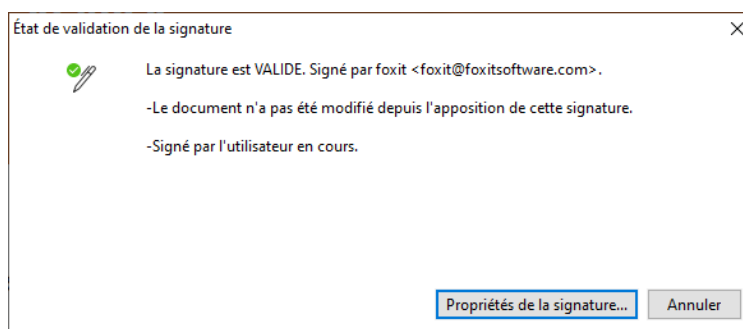 État de validation de la signature
La signature est VALIDE. Signé par foxit <foxit@foxitsoftware.com>.
-Le document n'a pas été modifié depuis l'apposition de cette signature.
-Signé par l'utilisateur en cours.
Propriétés de la signature... Annuler